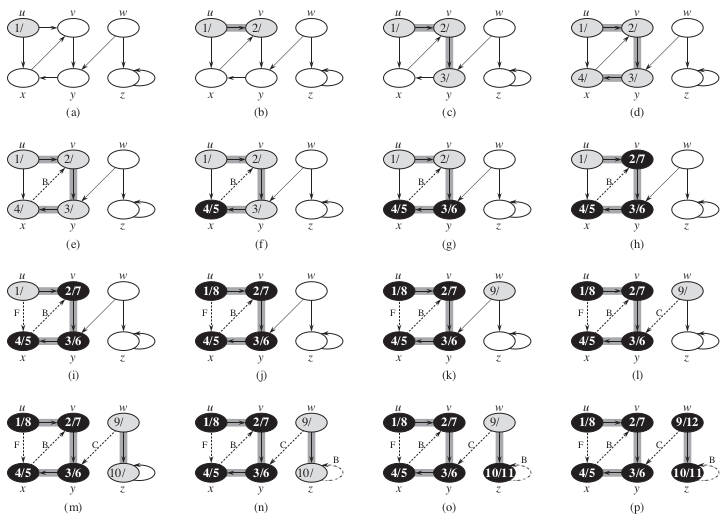 u v w u v w u v w u v w
1/ 1/ 2/ 1/ 2/ 1/ 2/
3/ 4/ 3/
x y z x y z x y z x y z
(a) (b) (c) (d)
u v w u v w u v w u v w
1/ 2/ 1/ 2/ 1/ 2/ 1/ 2/7
B B B B
4/ 3/ 4/5 3/ 4/5 3/6 4/5 3/6
x y z x y z x y z x y z
(e) (f) (g) (h)
u v w u v w u v w u v w
1/ 2/7 1/8 2/7 1/8 2/7 9/ 1/8 2/7 9/
F B F B F B F B C
4/5 3/6 4/5 3/6 4/5 3/6 4/5 3/6
x y z x y z x y z x y z
(i) (j) (k) (l)
u v w u v w u v w u v w
1/8 2/7 9/ 1/8 2/7 9/ 1/8 2/7 9/ 1/8 2/7 9/12
F B C F B C B F B C B F B C B
4/5 3/6 10/ 4/5 3/6 10/ 4/5 3/6 10/11 4/5 3/6 10/11
x y z x y z x y z x y z
(m) (n) (o) (p)